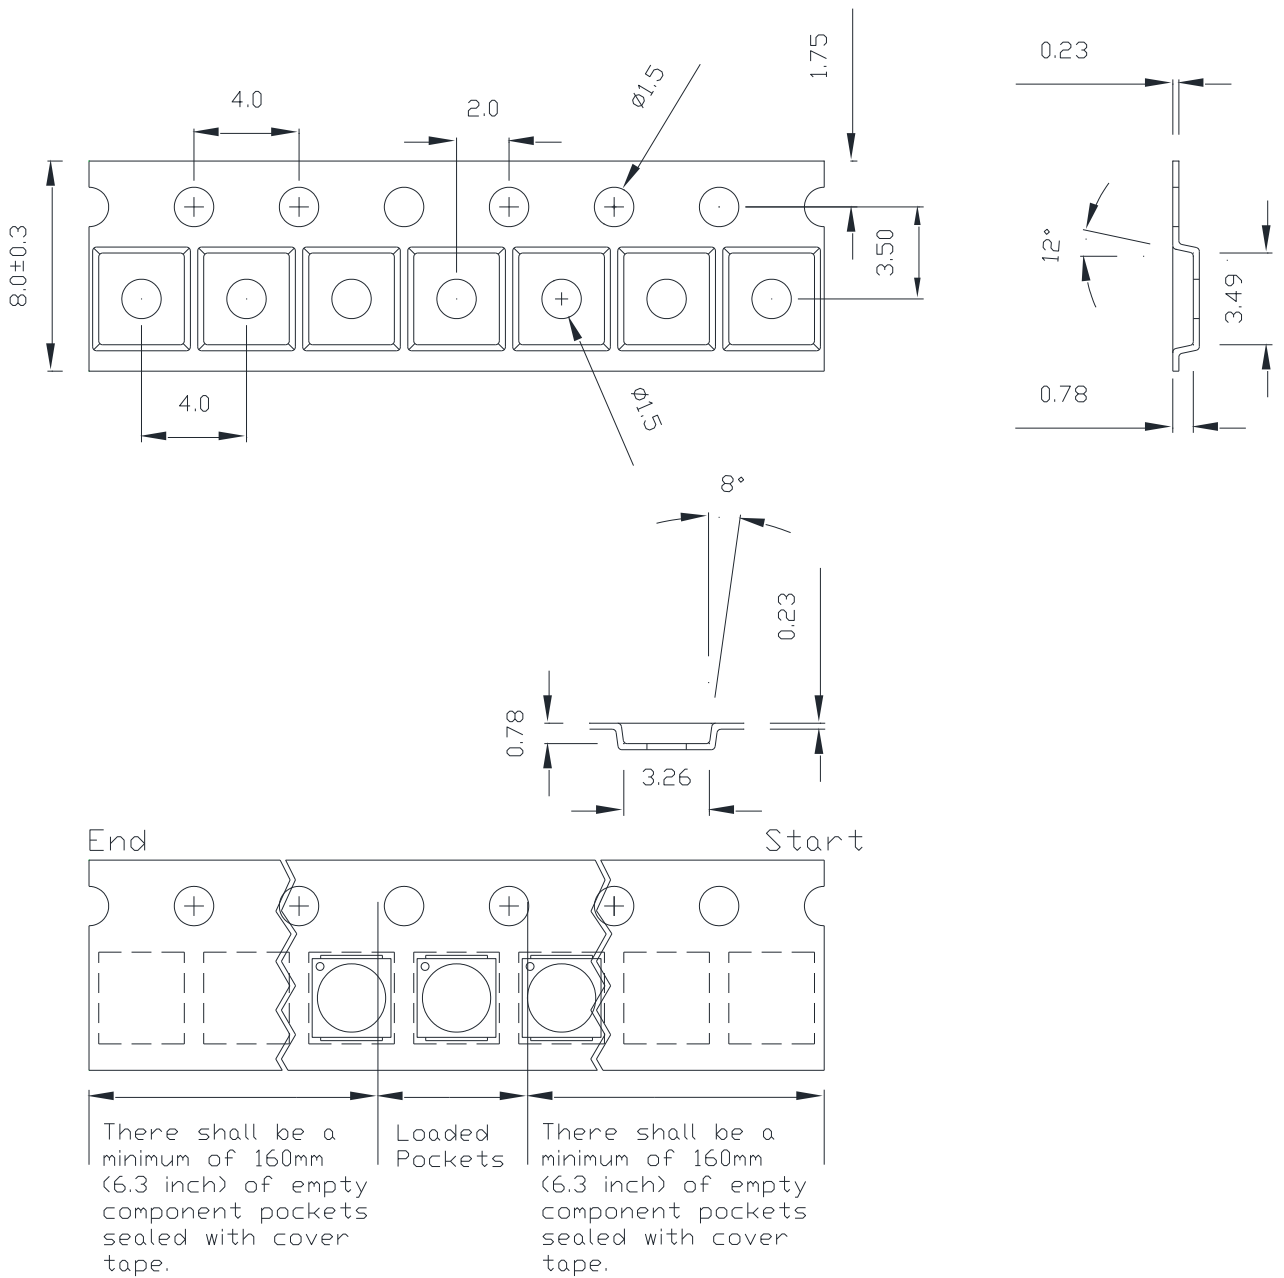 0.23
1.75
Ø1.5
4.0
2.0
8.0±0.3
3.50
12°
3.49
0.78
4.0
Ø1.5
8°
0.23
0.78
3.26
End
Start
There shall be a
minimum of 160mm
(6.3 inch) of empty
component pockets
sealed with cover
tape.
Loaded
Pockets
There shall be a
minimum of 160mm
(6.3 inch) of empty
component pockets
sealed with cover
tape.